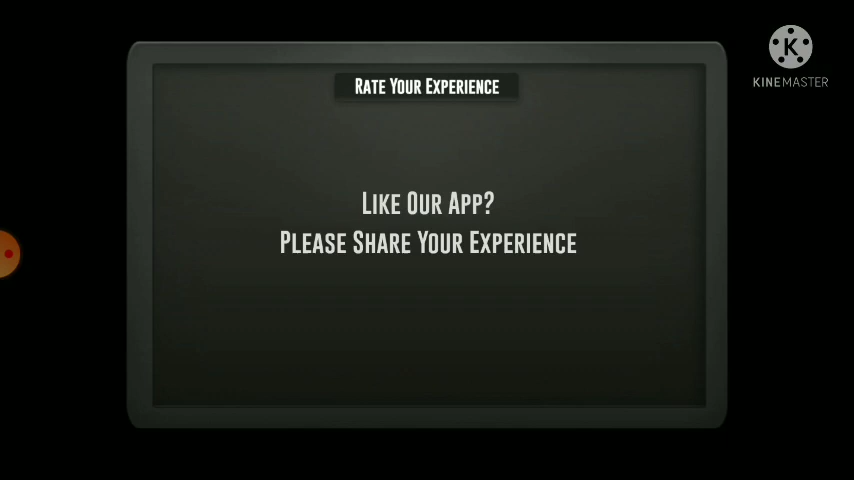 RATE YOUR EXPERIENCE
K
KINEMASTER
LIKE OUR APP?
PLEASE SHARE YOUR EXPERIENCE